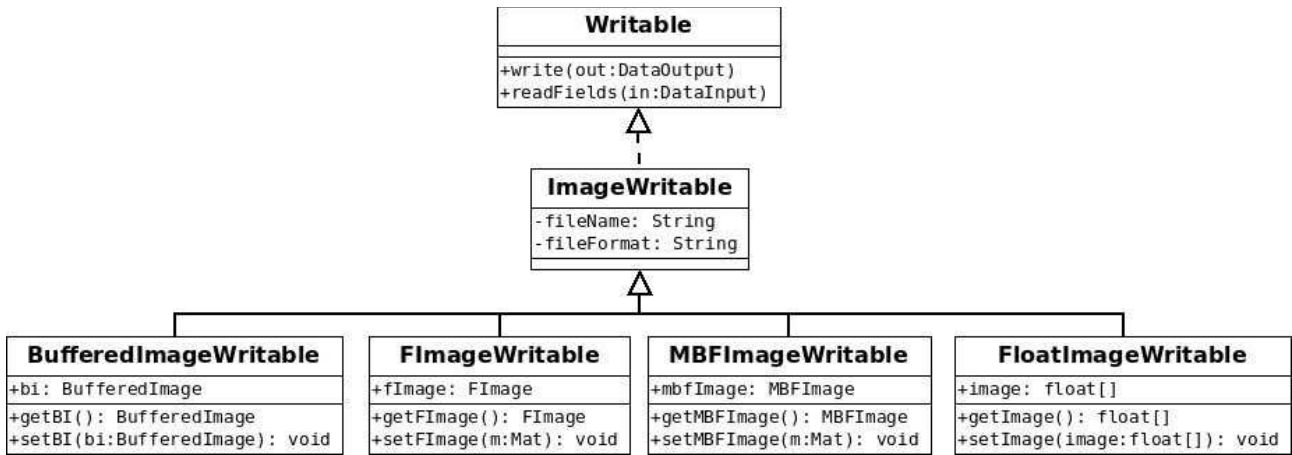 Writable
+write(out:DataOutput)
+readFields(in:DataInput)
ImageWritable
-fileName: String
-fileFormat: String
BufferedImageWritable
+bi: BufferedImage
+getBI(): BufferedImage
+setBI(bi:BufferedImage): void
FImageWritable
+fImage: FImage
+getFImage(): FImage
+setFImage(m:Mat): void
MBFImageWritable
+mbfImage: MBFImage
+getMBFImage(): MBFImage
+setMBFImage(m:Mat): void
FloatImageWritable
+image: float[]
+getImage(): float[]
+setImage(image:float[]): void